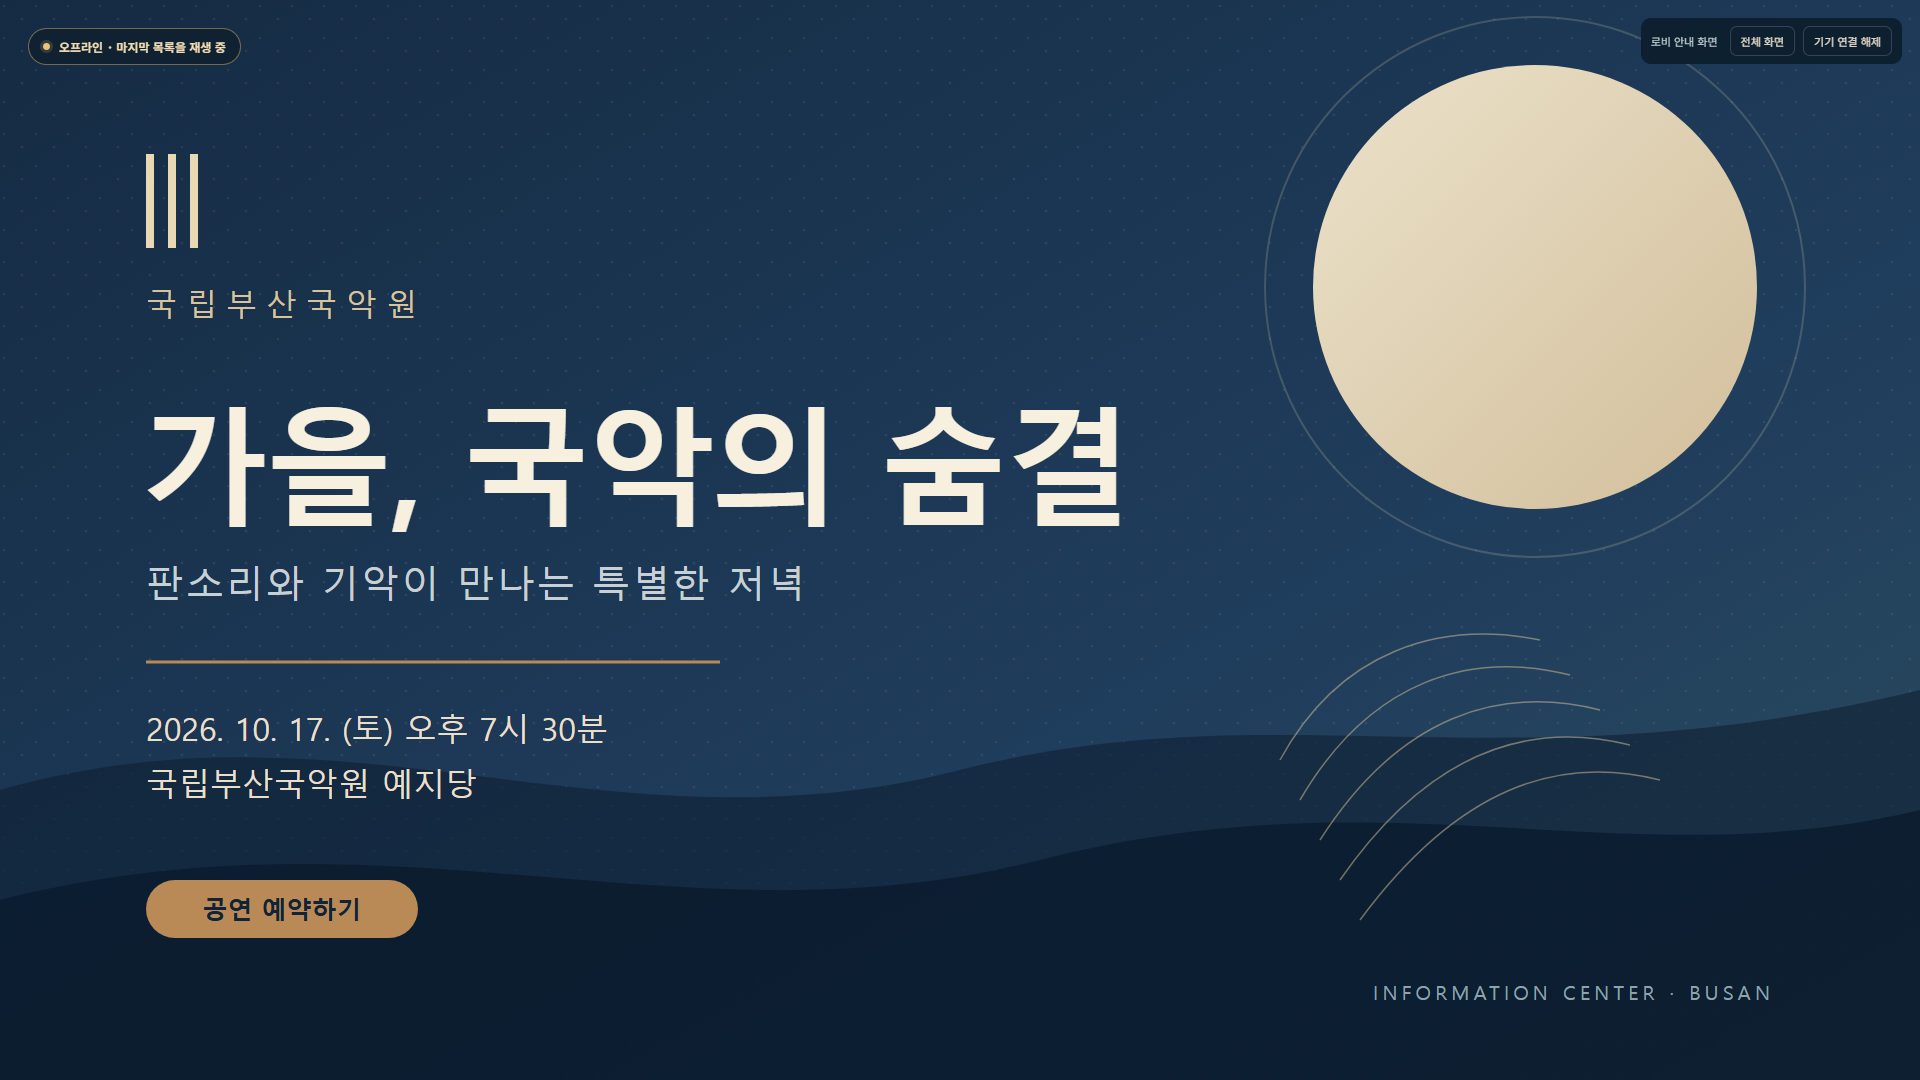 오프라인 · 마지막 목록을 재생 중
로비 안내 화면 전체 화면 기기 연결 해제
국립부산국악원
가을, 국악의 숨결
판소리와 기악이 만나는 특별한 저녁
2026. 10. 17. (토) 오후 7시 30분
국립부산국악원 예지당
공연 예약하기
INFORMATION CENTER · BUSAN